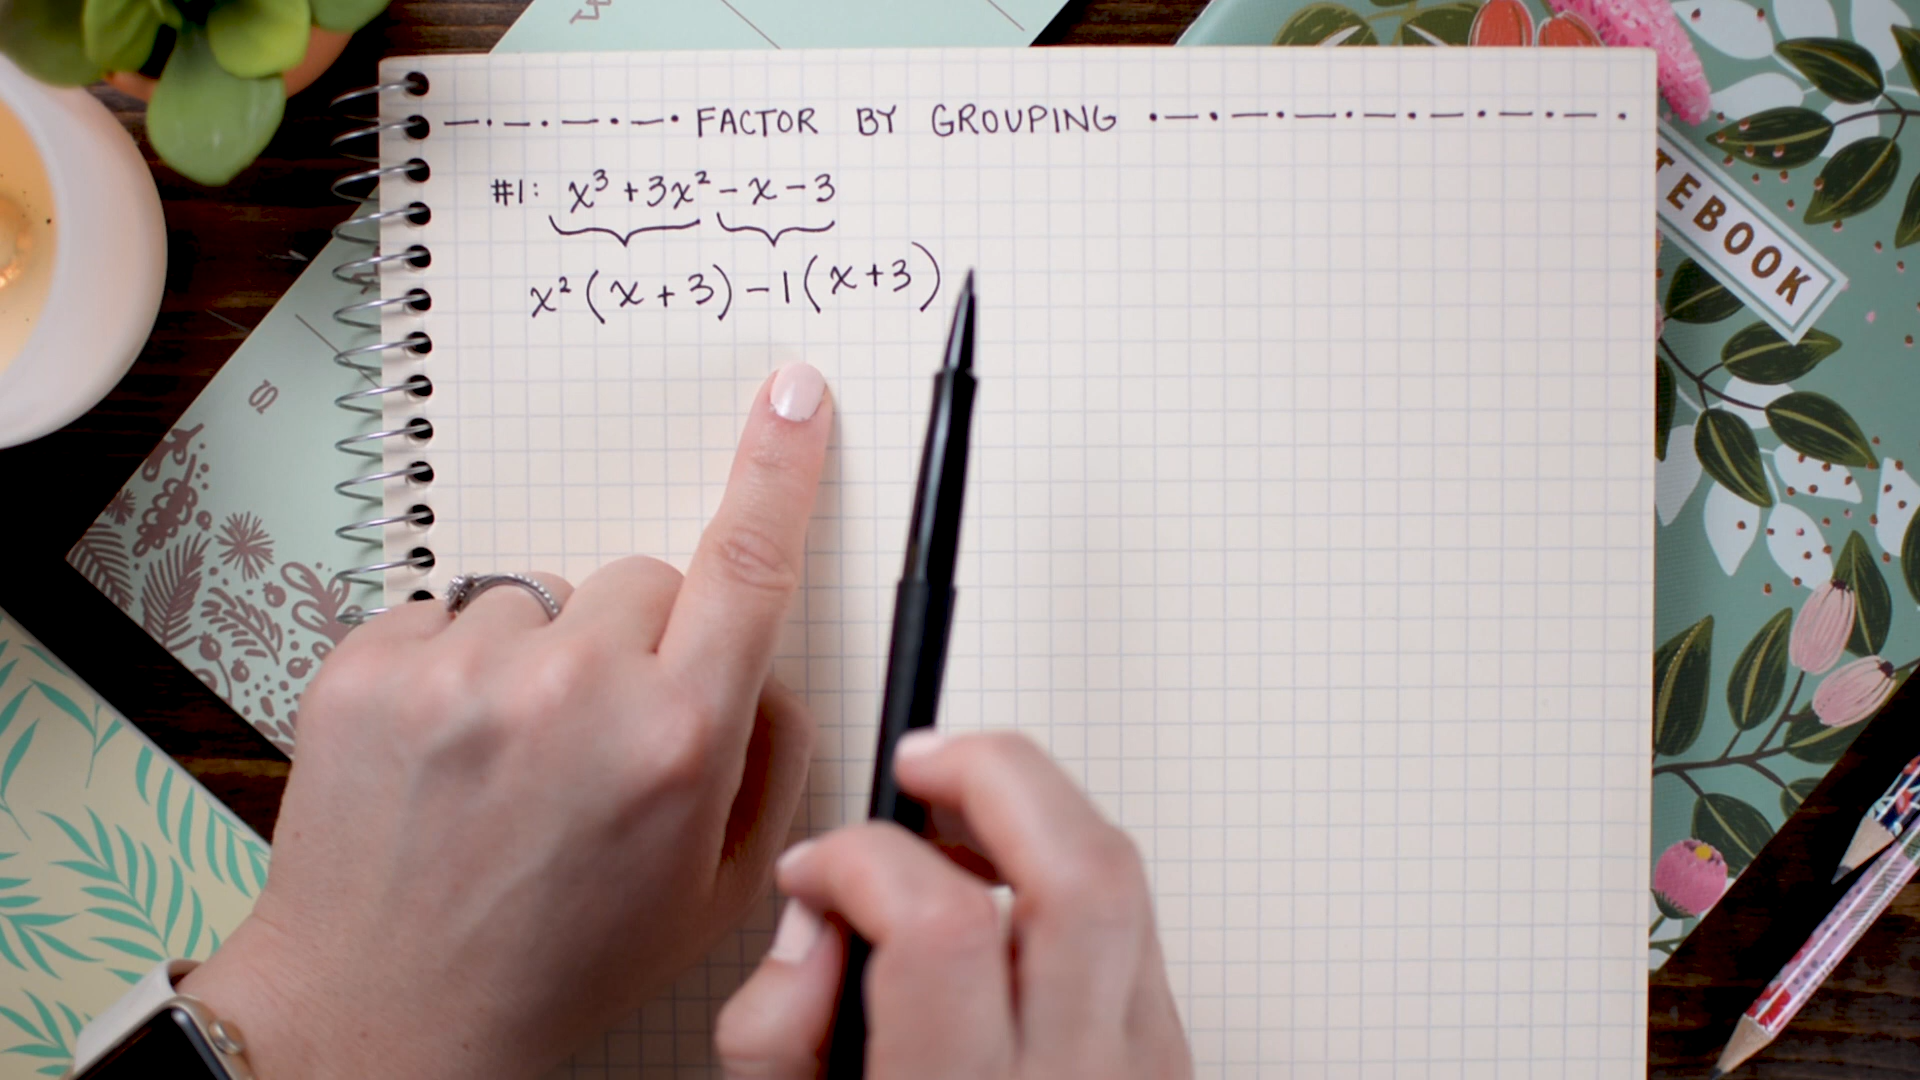 FACTOR BY GROUPING
#1: x³ + 3x² - x - 3
x² (x + 3) - 1 (x + 3)
TEBOOK
S